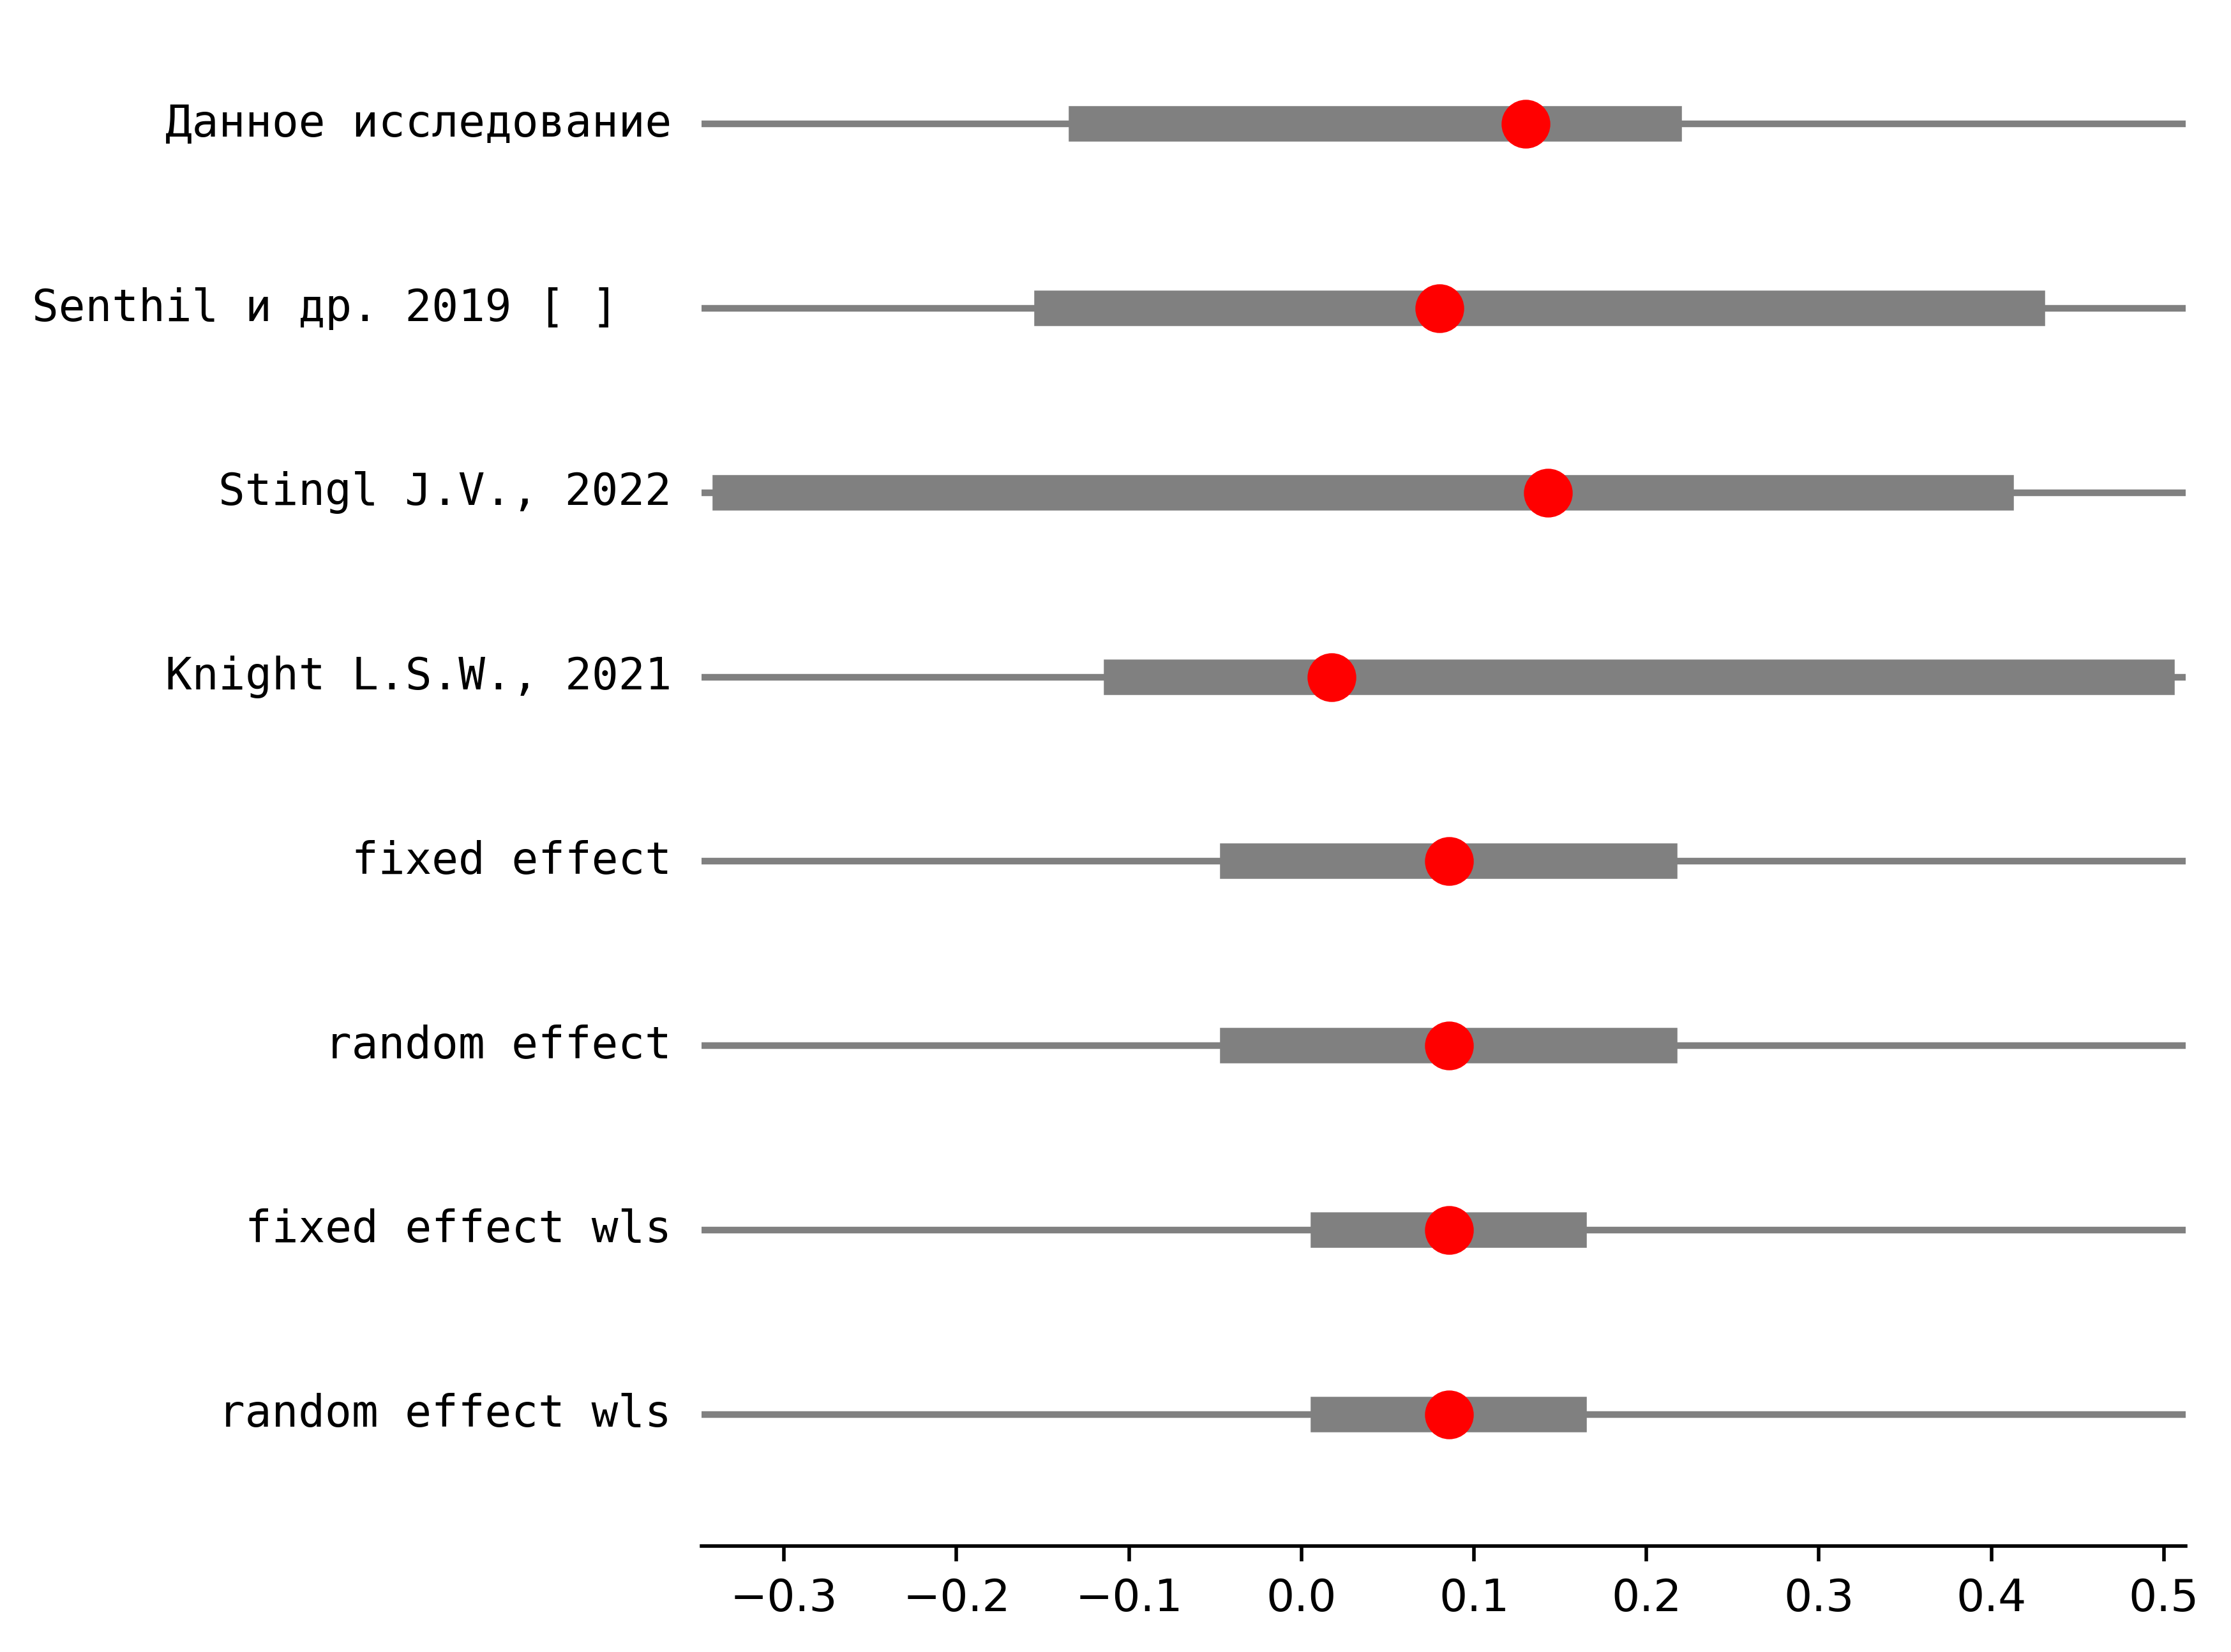 Данное исследование
Senthil и др. 2019 [ ]
Stingl J.V., 2022
Knight L.S.W., 2021
fixed effect
random effect
fixed effect wls
random effect wls
−0.3 −0.2 −0.1 0.0 0.1 0.2 0.3 0.4 0.5